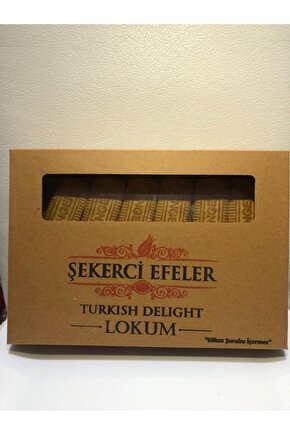 ŞEKERCİ EFELER
TURKISH DELIGHT
LOKUM
"Glikoz Şurubu İçermez"